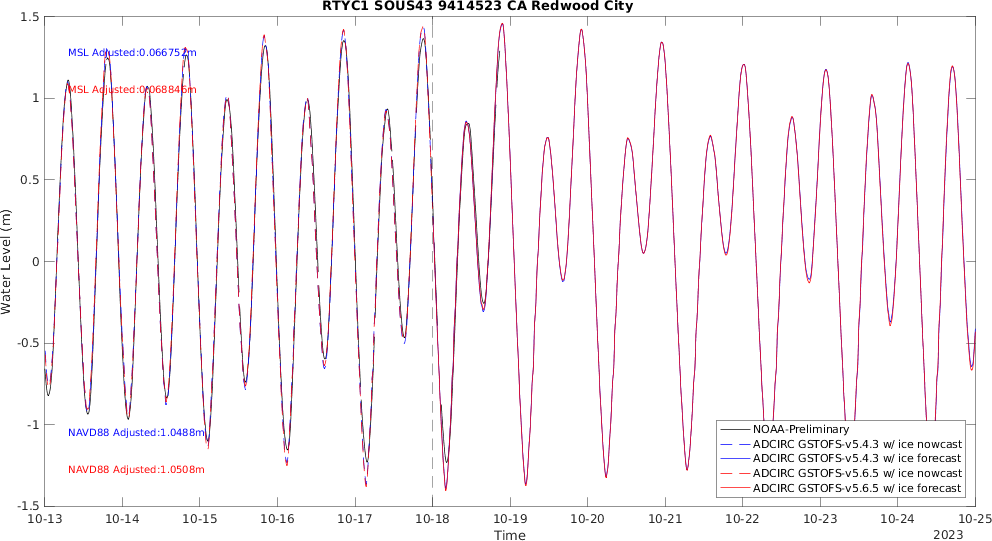 RTYC1 SOUS43 9414523 CA Redwood City
Water Level (m)
1.5
1
0.5
0
-0.5
-1
-1.5
MSL Adjusted:0.066752m
MSL Adjusted:0.068846m
NAVD88 Adjusted:1.0488m
NAVD88 Adjusted:1.0508m
NOAA-Preliminary
ADCIRC GSTOFS-v5.4.3 w/ ice nowcast
ADCIRC GSTOFS-v5.4.3 w/ ice forecast
ADCIRC GSTOFS-v5.6.5 w/ ice nowcast
ADCIRC GSTOFS-v5.6.5 w/ ice forecast
10-13 10-14 10-15 10-16 10-17 10-18 10-19 10-20 10-21 10-22 10-23 10-24 10-25
Time
2023